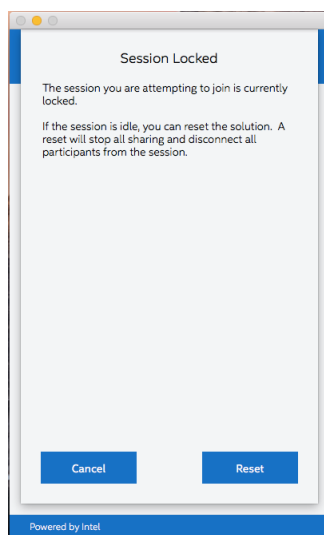 Session Locked
The session you are attempting to join is currently
locked.
If the session is idle, you can reset the solution.  A
reset will stop all sharing and disconnect all
participants from the session.
Cancel
Reset
Powered by Intel